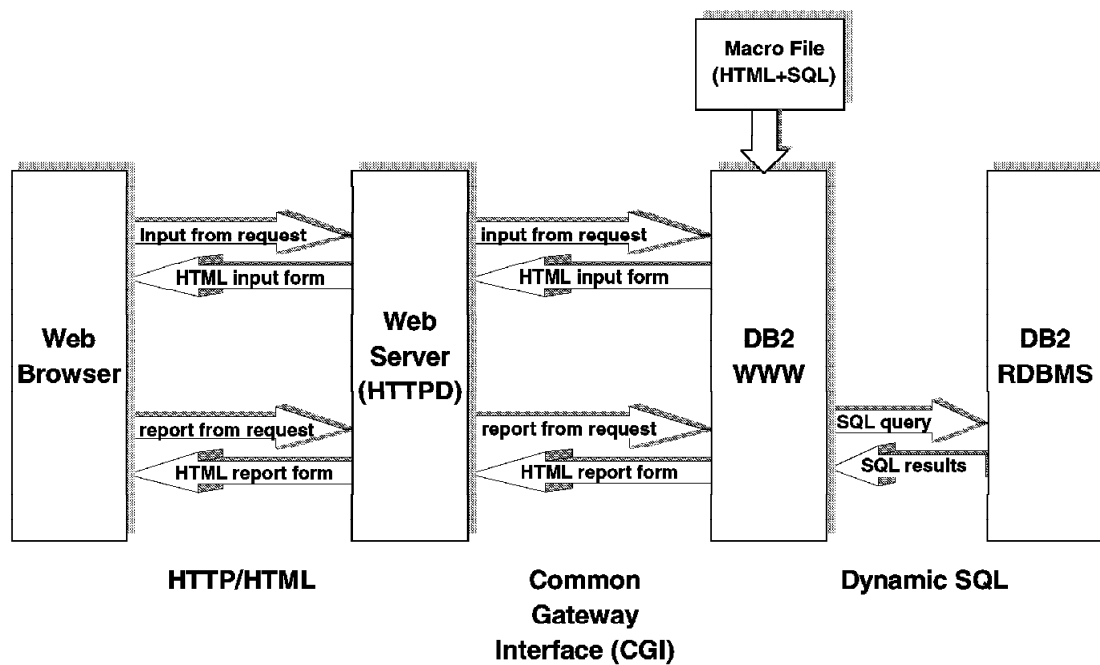 Macro File
(HTML+SQL)
Input from request
input from request
HTML input form
HTML input form
Web
Browser
Web
Server
(HTTPD)
DB2
WWW
DB2
RDBMS
report from request
report from request
SQL query
HTML report form
HTML report form
SQL results
HTTP/HTML
Common
Gateway
Interface (CGI)
Dynamic SQL